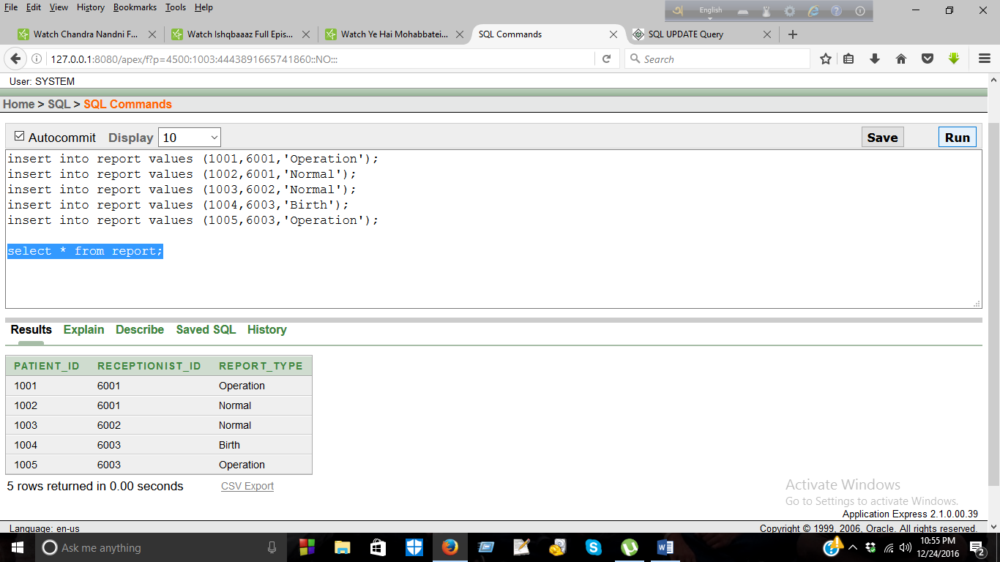 File Edit View History Bookmarks Tools Help
English
Watch Chandra Nandni F... Watch Ishqbaaaz Full Epis... Watch Ye Hai Mohabbatei... SQL Commands SQL UPDATE Query
127.0.0.1:8080/apex/f?p=4500:1003:4443891665741860::NO::: Search
User: SYSTEM
Home > SQL > SQL Commands
Autocommit Display 10 Save Run
insert into report values (1001,6001,'Operation');
insert into report values (1002,6001,'Normal');
insert into report values (1003,6002,'Normal');
insert into report values (1004,6003,'Birth');
insert into report values (1005,6003,'Operation');
select * from report;
Results Explain Describe Saved SQL History
PATIENT_ID RECEPTIONIST_ID REPORT_TYPE
1001 6001 Operation
1002 6001 Normal
1003 6002 Normal
1004 6003 Birth
1005 6003 Operation
5 rows returned in 0.00 seconds CSV Export
Activate Windows
Go to Settings to activate Windows.
Application Express 2.1.0.00.39
Language: en-us Copyright © 1999, 2006, Oracle. All rights reserved.
Ask me anything 10:55 PM
12/24/2016 2